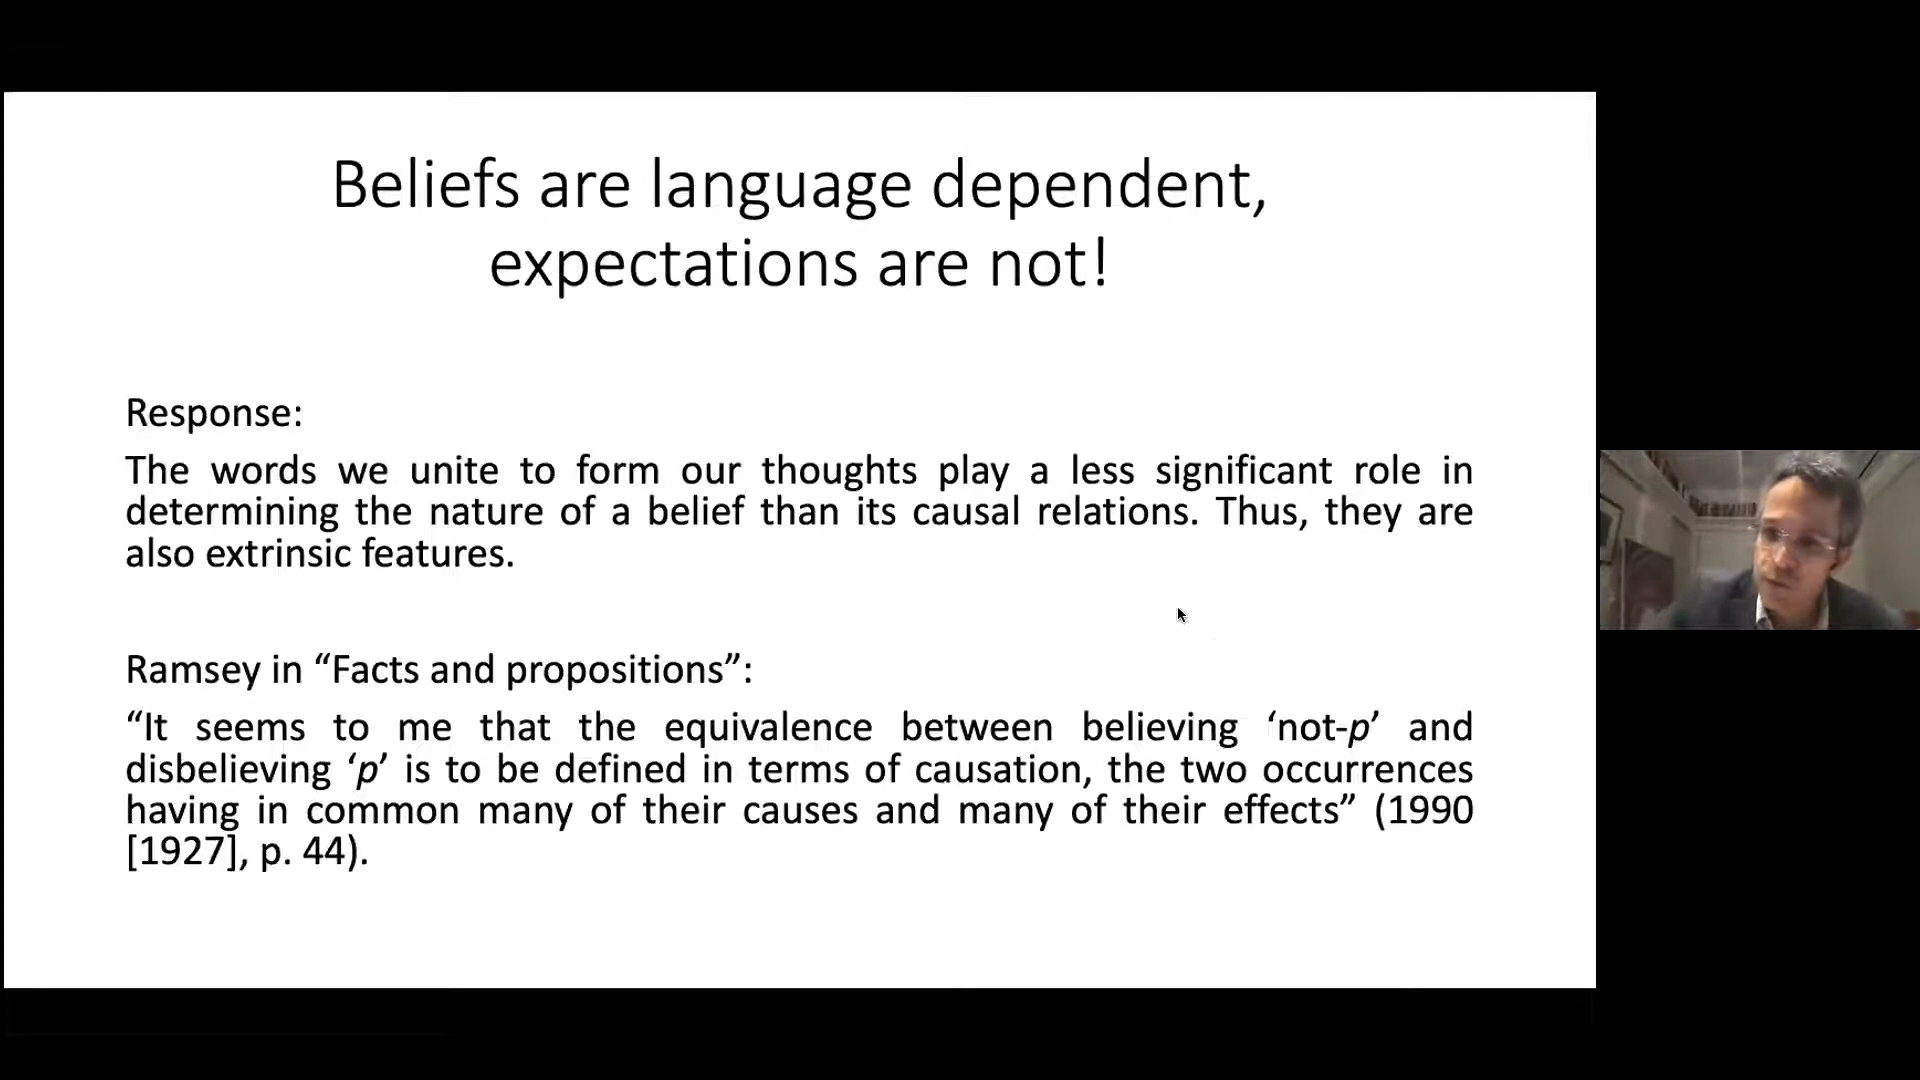 Beliefs are language dependent,
expectations are not!
Response:
The words we unite to form our thoughts play a less significant role in
determining the nature of a belief than its causal relations. Thus, they are
also extrinsic features.
Ramsey in “Facts and propositions”:
“It seems to me that the equivalence between believing ‘not-p’ and
disbelieving ‘p’ is to be defined in terms of causation, the two occurrences
having in common many of their causes and many of their effects” (1990
[1927], p. 44).